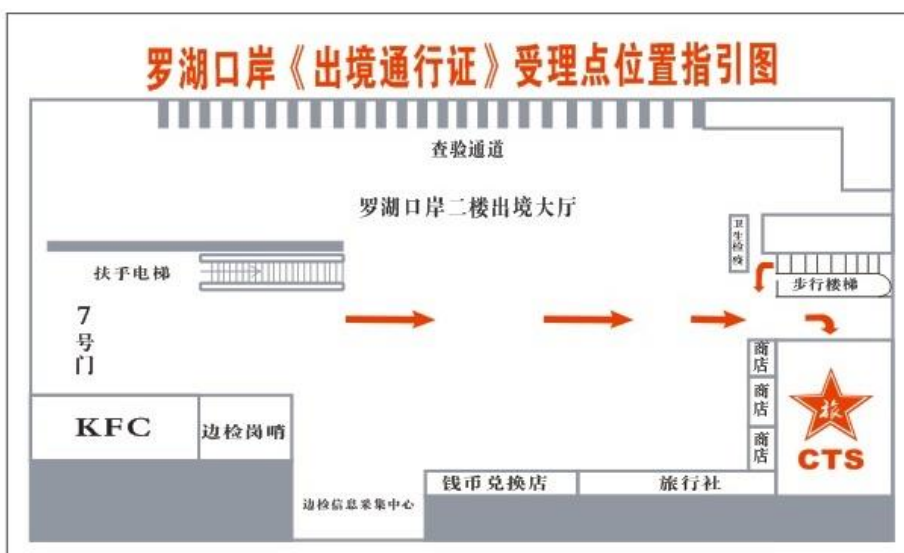 罗湖口岸《出境通行证》受理点位置指引图
查验通道
罗湖口岸二楼出境大厅
卫生检疫
扶手电梯
步行楼梯
7号门
商店
商店
商店
旅
CTS
KFC
边检岗哨
钱币兑换店
旅行社
边检信息采集中心